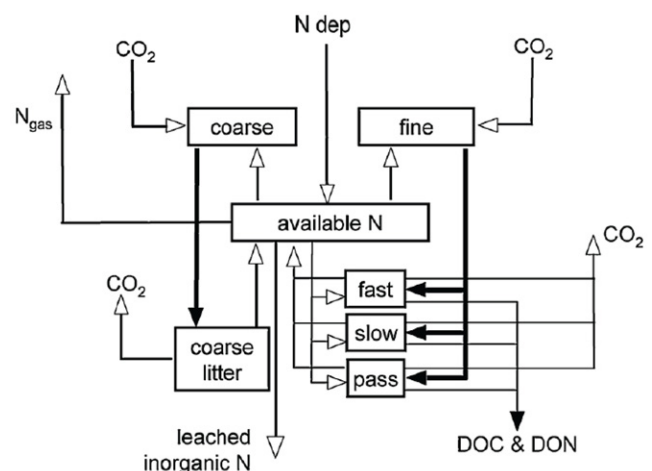 N dep
CO2
CO2
Ngas
coarse
fine
available N
CO2
CO2
fast
slow
coarse
litter
pass
leached
inorganic N
DOC & DON